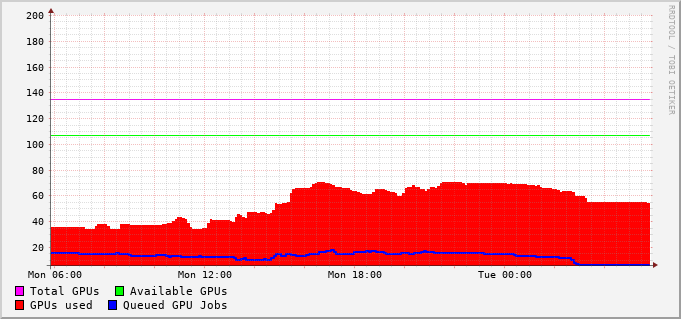 200
180
160
140
120
100
80
60
40
20
Mon 06:00 Mon 12:00 Mon 18:00 Tue 00:00
Total GPUs Available GPUs
GPUs used Queued GPU Jobs
RRDTOOL / TOBI OETIKER